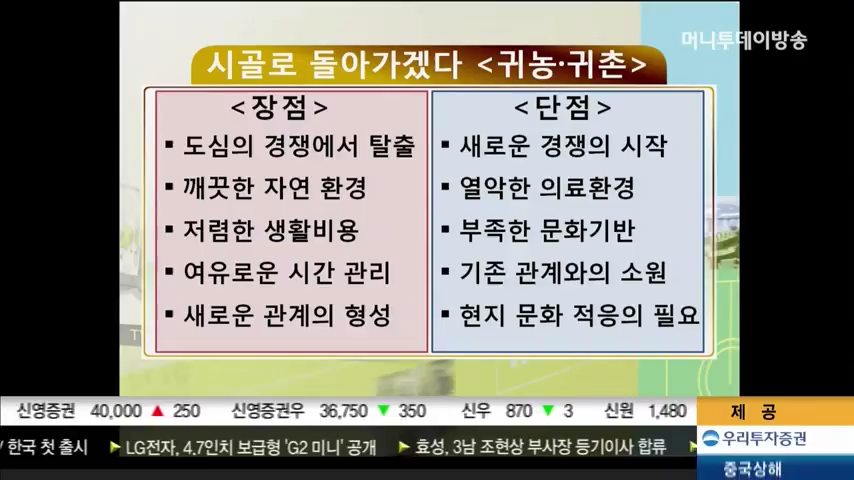 머니투데이방송
시골로 돌아가겠다 <귀농·귀촌>
<장점>
▪ 도심의 경쟁에서 탈출
▪ 깨끗한 자연 환경
▪ 저렴한 생활비용
▪ 여유로운 시간 관리
▪ 새로운 관계의 형성
<단점>
▪ 새로운 경쟁의 시작
▪ 열악한 의료환경
▪ 부족한 문화기반
▪ 기존 관계와의 소원
▪ 현지 문화 적응의 필요
신영증권 40,000 ▲ 250 신영증권우 36,750 ▼ 350 신우 870 ▼ 3 신원 1,480
제 공
한국 첫 출시 ▶ LG전자, 4.7인치 보급형 'G2 미니' 공개 ▶ 효성, 3남 조현상 부사장 등기이사 합류
우리투자증권
중국상해